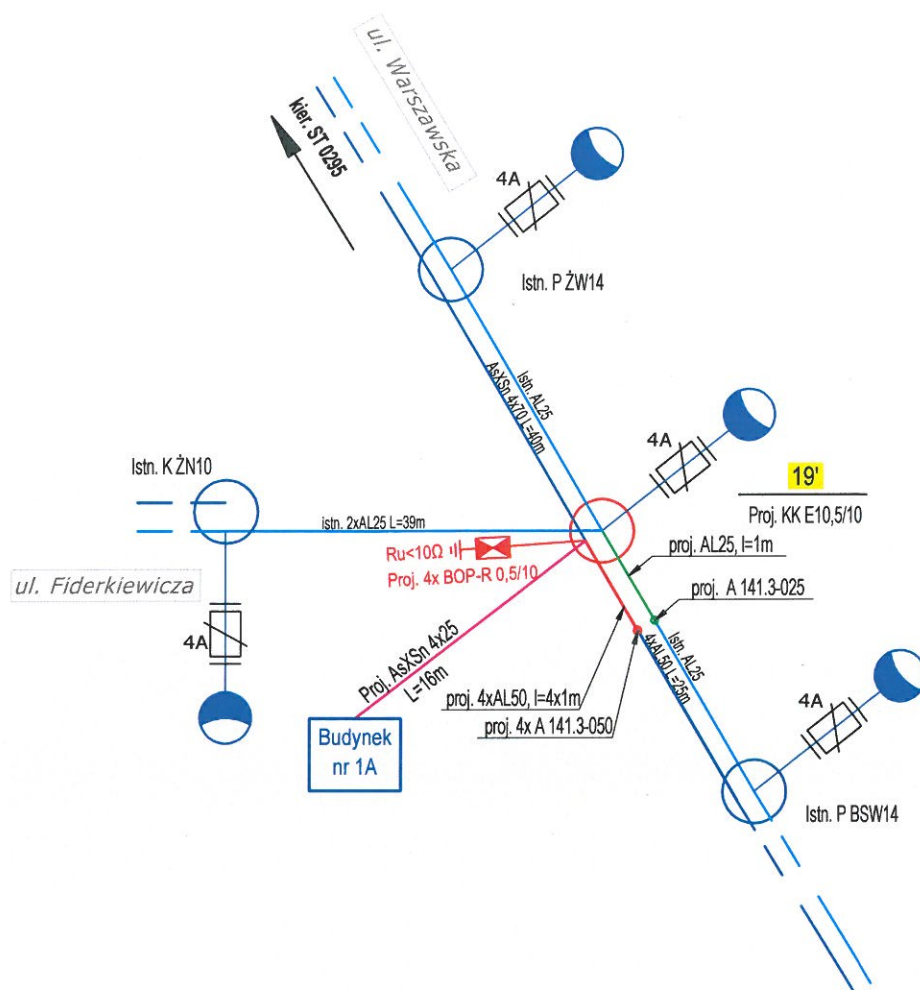 ul. Warszawska
kier. ST 0295
4A
Istn. P ŻW14
Istn. AL25
AsXSn 4x70 L=40m
4A
19'
Proj. KK E10,5/10
Istn. K ŻN10
istn. 2xAL25 L=39m
Ru<10Ω
Proj. 4x BOP-R 0,5/10
proj. AL25, l=1m
ul. Fiderkiewicza
proj. A 141.3-025
4A
Proj. AsXSn 4x25
L=16m
Istn. AL25
4xAL50 L=25m
proj. 4xAL50, l=4x1m
proj. 4x A 141.3-050
4A
Budynek
nr 1A
Istn. P BSW14